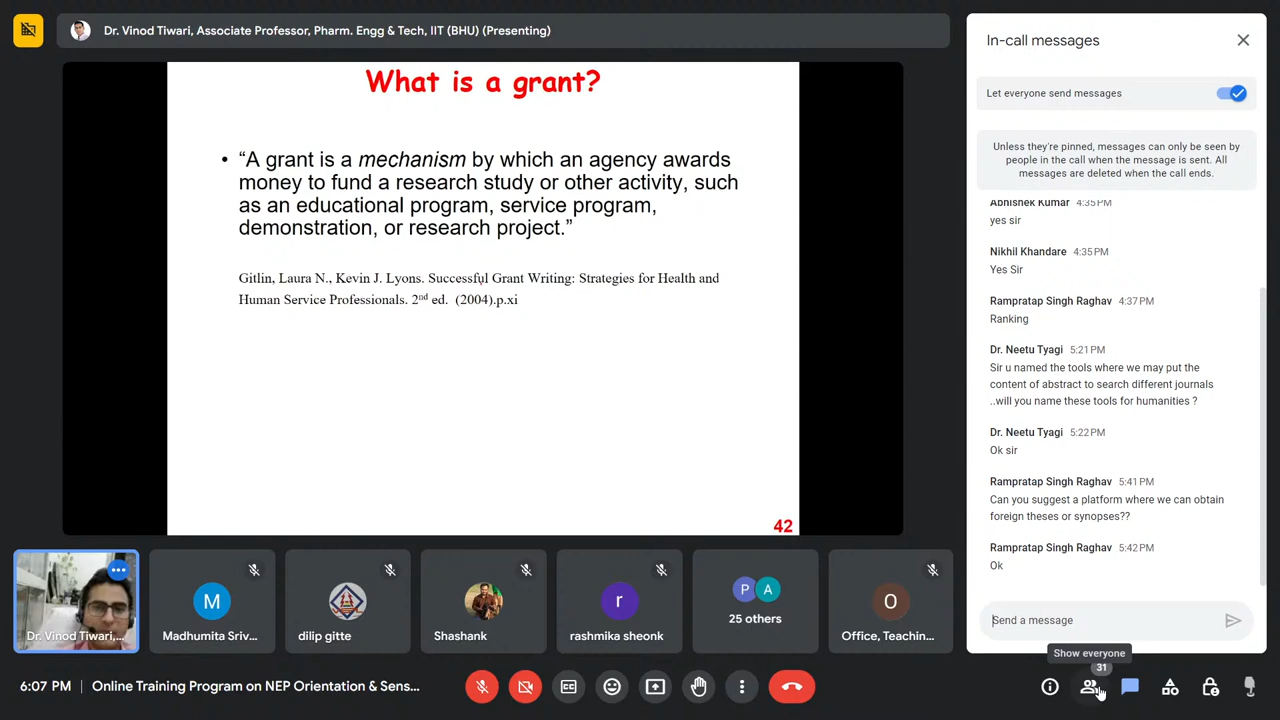 Dr. Vinod Tiwari, Associate Professor, Pharm. Engg & Tech, IIT (BHU) (Presenting)
What is a grant?
• “A grant is a mechanism by which an agency awards
money to fund a research study or other activity, such
as an educational program, service program,
demonstration, or research project.”
Gitlin, Laura N., Kevin J. Lyons. Successful Grant Writing: Strategies for Health and
Human Service Professionals. 2nd ed. (2004).p.xi
42
In-call messages
Let everyone send messages
Unless they're pinned, messages can only be seen by
people in the call when the message is sent. All
messages are deleted when the call ends.
Abhishek Kumar 4:35 PM
yes sir
Nikhil Khandare 4:35 PM
Yes Sir
Rampratap Singh Raghav 4:37 PM
Ranking
Dr. Neetu Tyagi 5:21 PM
Sir u named the tools where we may put the
content of abstract to search different journals
..will you name these tools for humanities ?
Dr. Neetu Tyagi 5:22 PM
Ok sir
Rampratap Singh Raghav 5:41 PM
Can you suggest a platform where we can obtain
foreign theses or synopses??
Rampratap Singh Raghav 5:42 PM
Ok
Send a message
Show everyone
Dr. Vinod Tiwari,...
M
Madhumita Sriv...
dilip gitte
Shashank
r
rashmika sheonk
P A
25 others
O
Office, Teachin...
6:07 PM | Online Training Program on NEP Orientation & Sens...
31